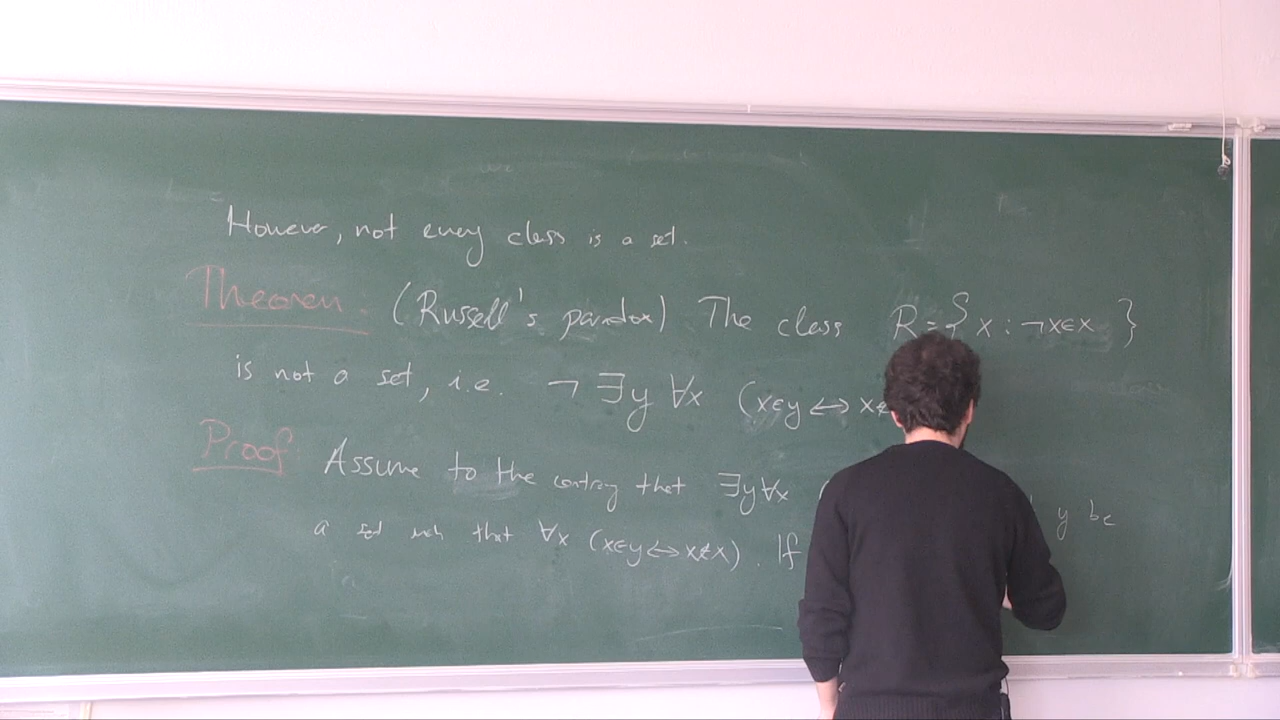 However, not every class is a set.
Theorem. (Russell's paradox) The class R = { x : ¬x∈x }
is not a set, i.e. ¬ ∃y ∀x (x∈y ↔ x∉
Proof: Assume to the contrary that ∃y∀x y be
a set such that ∀x (x∈y ↔ x∉x). If